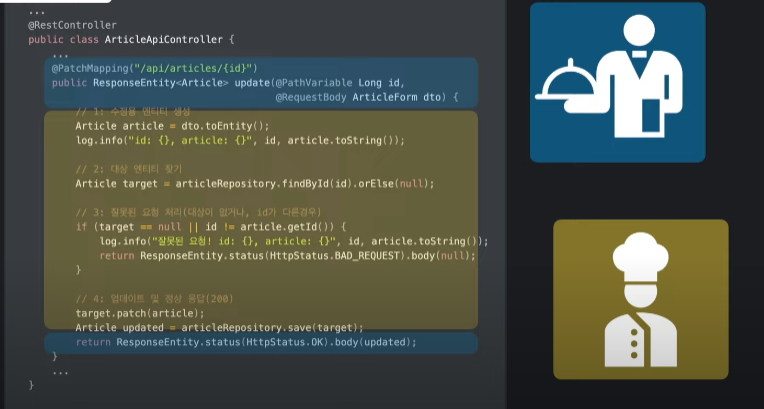 ...
@RestController
public class ArticleApiController {
...
@PatchMapping("/api/articles/{id}")
public ResponseEntity<Article> update(@PathVariable Long id,
@RequestBody ArticleForm dto) {
// 1: 수정용 엔티티 생성
Article article = dto.toEntity();
log.info("id: {}, article: {}", id, article.toString());
// 2: 대상 엔티티 찾기
Article target = articleRepository.findById(id).orElse(null);
// 3: 잘못된 요청 처리(대상이 없거나, id가 다른경우)
if (target == null || id != article.getId()) {
log.info("잘못된 요청! id: {}, article: {}", id, article.toString());
return ResponseEntity.status(HttpStatus.BAD_REQUEST).body(null);
}
// 4: 업데이트 및 정상 응답(200)
target.patch(article);
Article updated = articleRepository.save(target);
return ResponseEntity.status(HttpStatus.OK).body(updated);
}
...
}